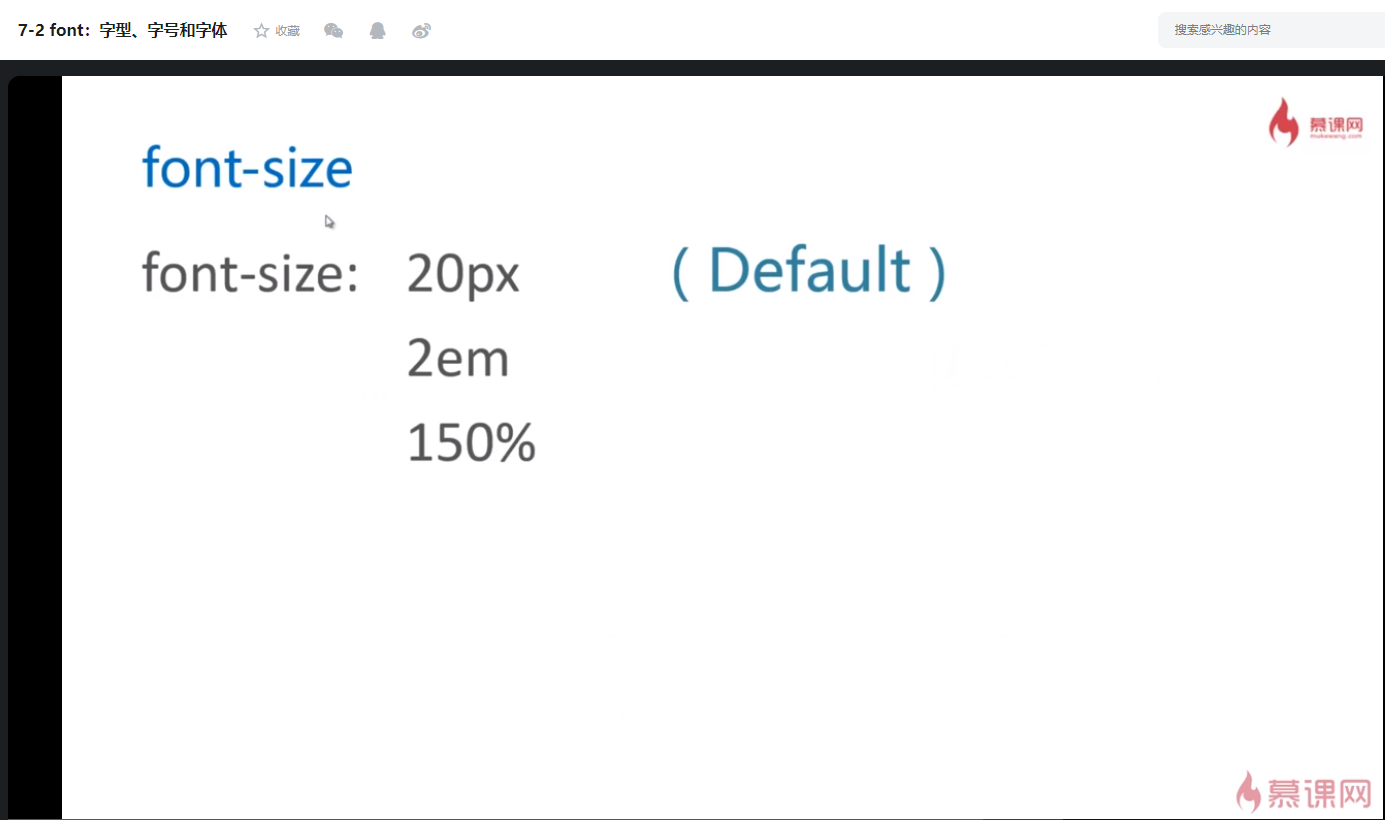 7-2 font：字型、字号和字体 收藏 搜索感兴趣的内容
慕课网
mukewang.com
font-size
font-size: 20px ( Default )
2em
150%
慕课网